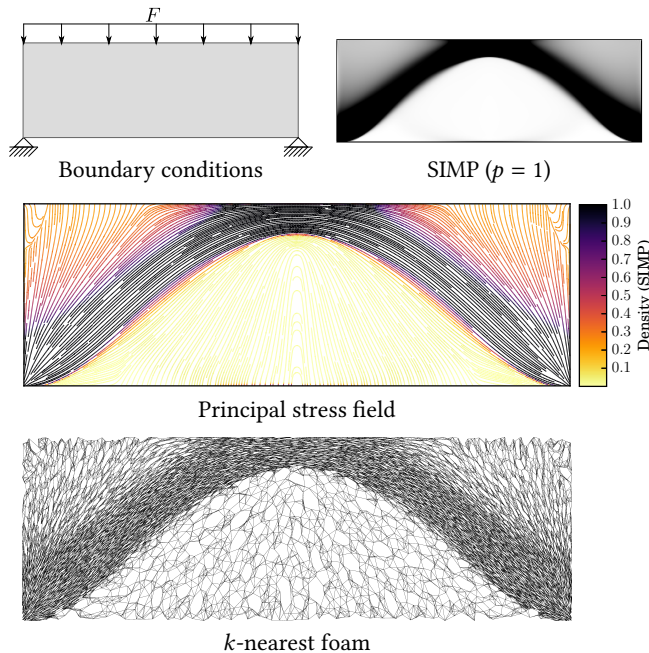 F
Boundary conditions
SIMP (p = 1)
1.0
0.9
0.8
0.7
0.6
0.5
0.4
0.3
0.2
0.1
Density (SIMP)
Principal stress field
k-nearest foam